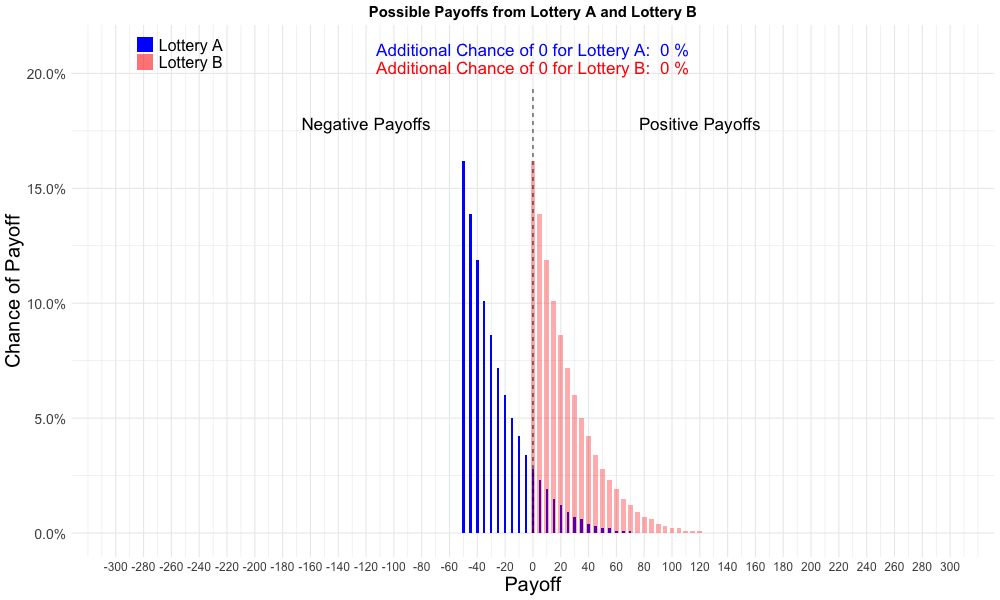 Possible Payoffs from Lottery A and Lottery B
Lottery A
Lottery B
Additional Chance of 0 for Lottery A:  0 %
Additional Chance of 0 for Lottery B:  0 %
Negative Payoffs
Positive Payoffs
Chance of Payoff
20.0%
15.0%
10.0%
5.0%
0.0%
-300 -280 -260 -240 -220 -200 -180 -160 -140 -120 -100 -80 -60 -40 -20 0 20 40 60 80 100 120 140 160 180 200 220 240 260 280 300
Payoff